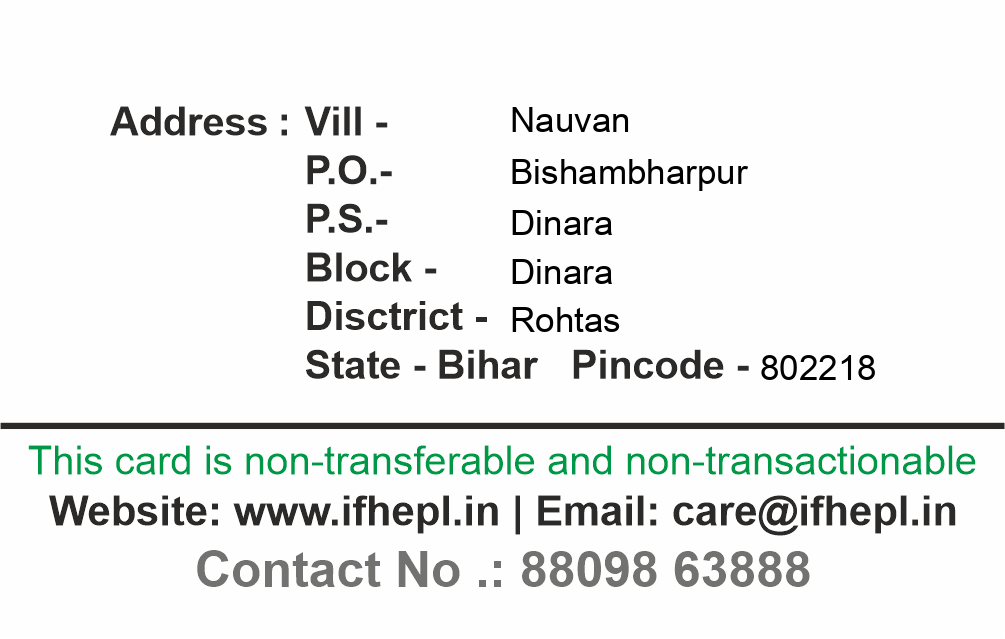 Address : Vill - Nauvan
P.O.- Bishambharpur
P.S.- Dinara
Block - Dinara
Disctrict - Rohtas
State - Bihar Pincode - 802218
This card is non-transferable and non-transactionable
Website: www.ifhepl.in | Email: care@ifhepl.in
Contact No .: 88098 63888